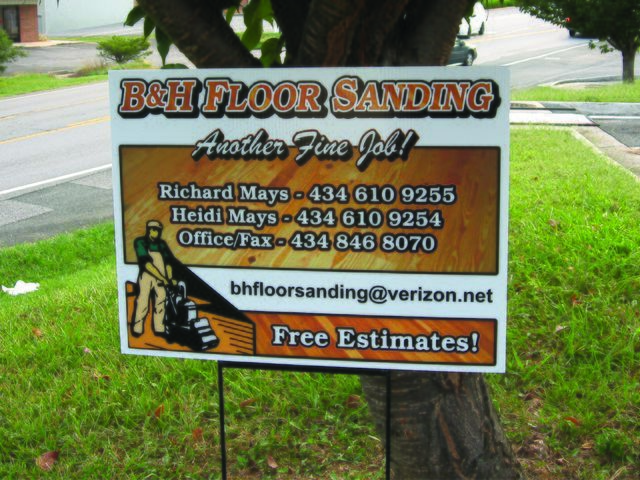 B&H FLOOR SANDING
Another Fine Job!
Richard Mays - 434 610 9255
Heidi Mays - 434 610 9254
Office/Fax - 434 846 8070
bhfloorsanding@verizon.net
Free Estimates!